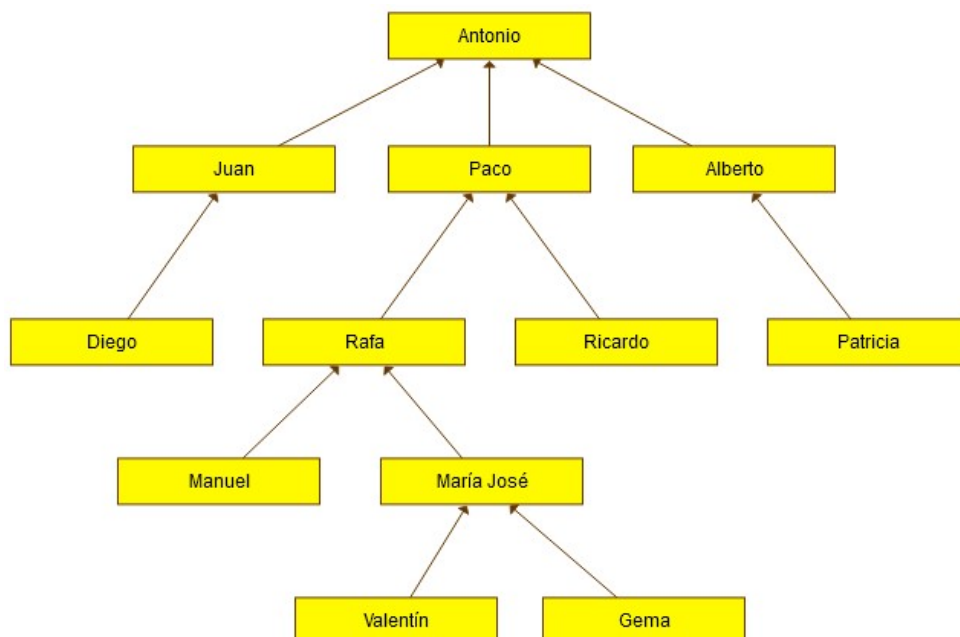 Antonio
Juan
Paco
Alberto
Diego
Rafa
Ricardo
Patricia
Manuel
María José
Valentín
Gema